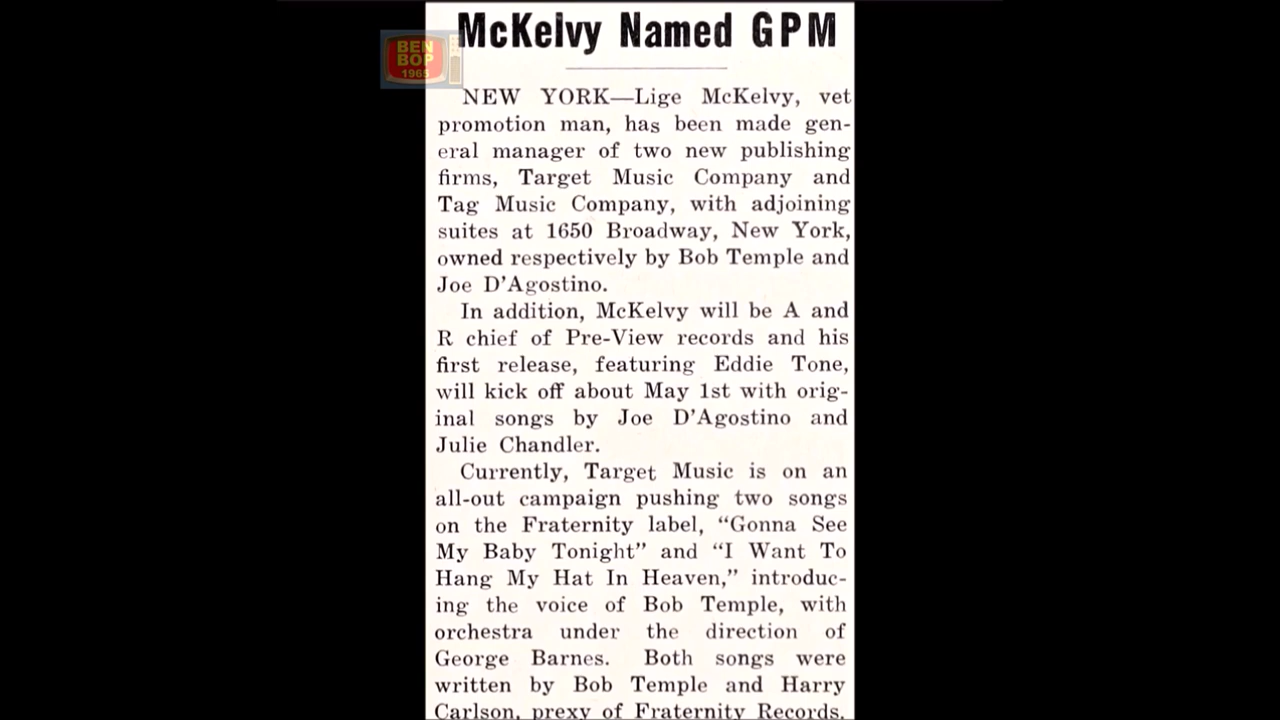 BEN
BOP
1965
McKelvy Named GPM
NEW YORK—Lige McKelvy, vet
promotion man, has been made gen-
eral manager of two new publishing
firms, Target Music Company and
Tag Music Company, with adjoining
suites at 1650 Broadway, New York,
owned respectively by Bob Temple and
Joe D'Agostino.
In addition, McKelvy will be A and
R chief of Pre-View records and his
first release, featuring Eddie Tone,
will kick off about May 1st with orig-
inal songs by Joe D'Agostino and
Julie Chandler.
Currently, Target Music is on an
all-out campaign pushing two songs
on the Fraternity label, “Gonna See
My Baby Tonight” and “I Want To
Hang My Hat In Heaven,” introduc-
ing the voice of Bob Temple, with
orchestra under the direction of
George Barnes. Both songs were
written by Bob Temple and Harry
Carlson, prexy of Fraternity Records.